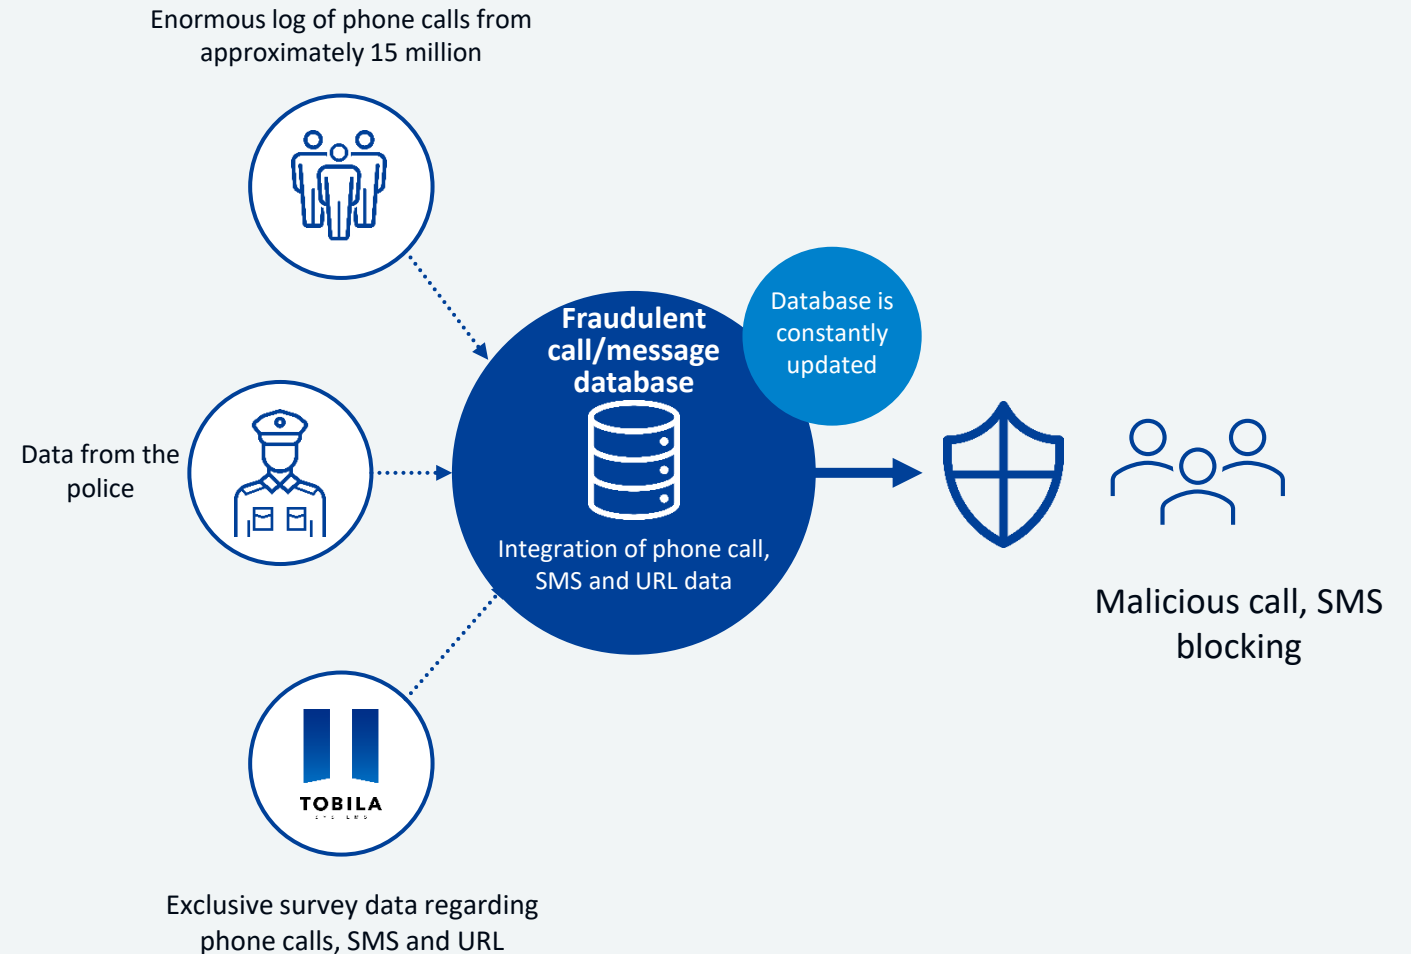 Enormous log of phone calls from
approximately 15 million
Fraudulent
call/message
database
Database is
constantly
updated
Data from the
police
Integration of phone call,
SMS and URL data
Malicious call, SMS
blocking
TOBILA
Exclusive survey data regarding
phone calls, SMS and URL